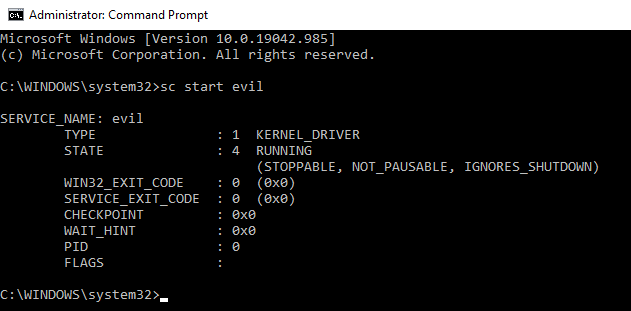 Administrator: Command Prompt
Microsoft Windows [Version 10.0.19042.985]
(c) Microsoft Corporation. All rights reserved.
C:\WINDOWS\system32>sc start evil
SERVICE_NAME: evil
        TYPE               : 1  KERNEL_DRIVER
        STATE              : 4  RUNNING
                                (STOPPABLE, NOT_PAUSABLE, IGNORES_SHUTDOWN)
        WIN32_EXIT_CODE    : 0  (0x0)
        SERVICE_EXIT_CODE  : 0  (0x0)
        CHECKPOINT         : 0x0
        WAIT_HINT          : 0x0
        PID                : 0
        FLAGS              :
C:\WINDOWS\system32>